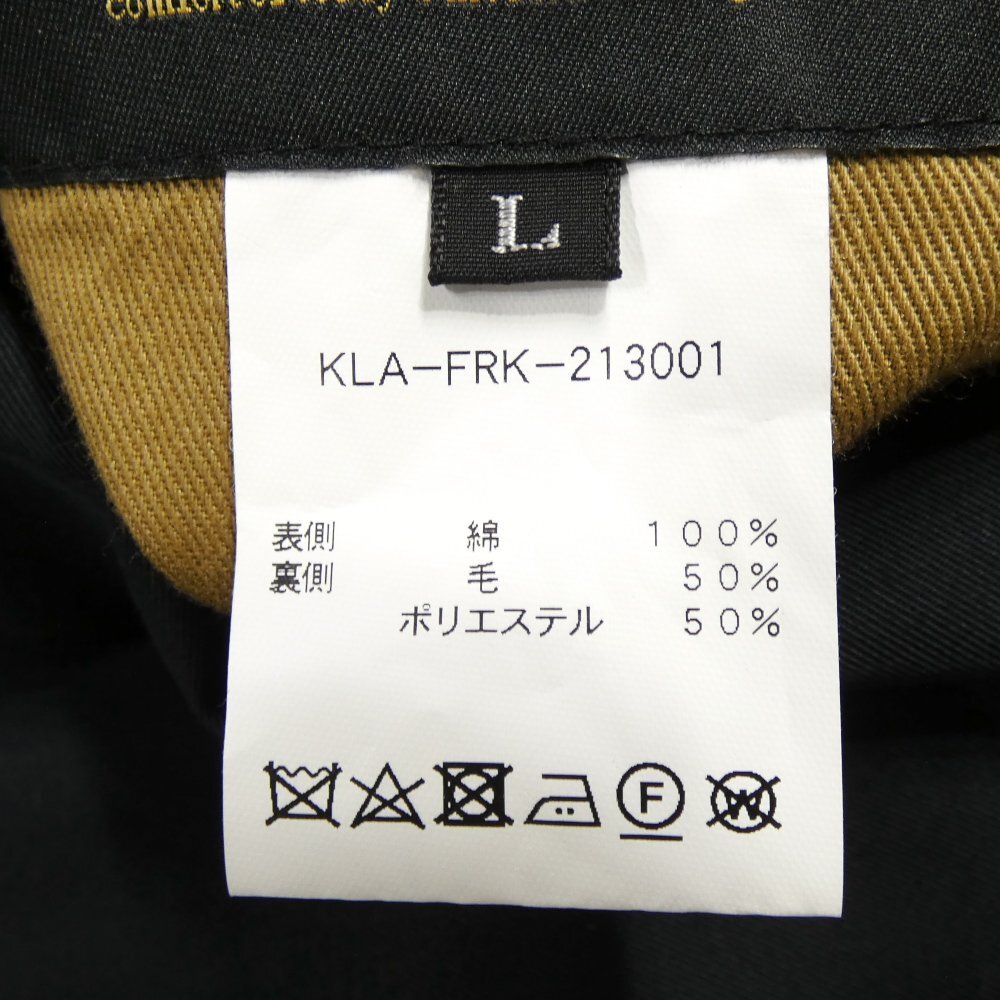 L
KLA-FRK-213001
表側 綿 100%
裏側 毛 50%
ポリエステル 50%
F
W